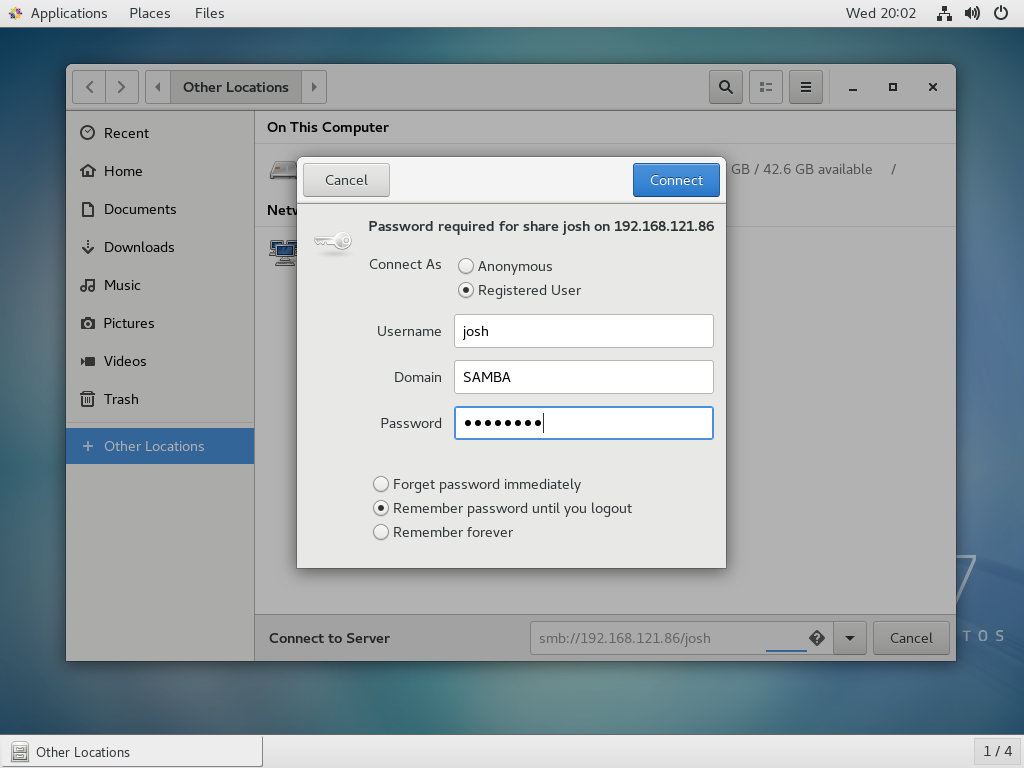 Applications Places Files Wed 20:02
Other Locations
Recent
Home
Documents
Downloads
Music
Pictures
Videos
Trash
Other Locations
On This Computer
GB / 42.6 GB available /
Netw
Cancel Connect
Password required for share josh on 192.168.121.86
Connect As Anonymous
Registered User
Username josh
Domain SAMBA
Password ●●●●●●●●
Forget password immediately
Remember password until you logout
Remember forever
Connect to Server smb://192.168.121.86/josh Cancel
7
TOS
Other Locations 1 / 4